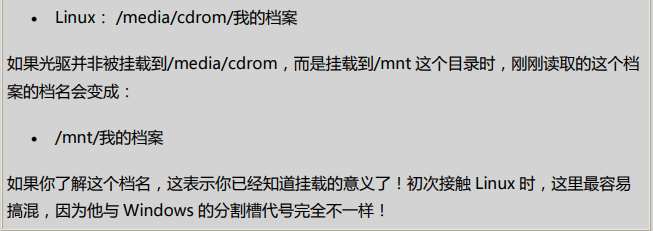 • Linux： /media/cdrom/我的档案
如果光驱并非被挂载到/media/cdrom，而是挂载到/mnt 这个目录时，刚刚读取的这个档
案的档名会变成：
• /mnt/我的档案
如果你了解这个档名，这表示你已经知道挂载的意义了！初次接触 Linux 时，这里最容易
搞混，因为他与 Windows 的分割槽代号完全不一样！